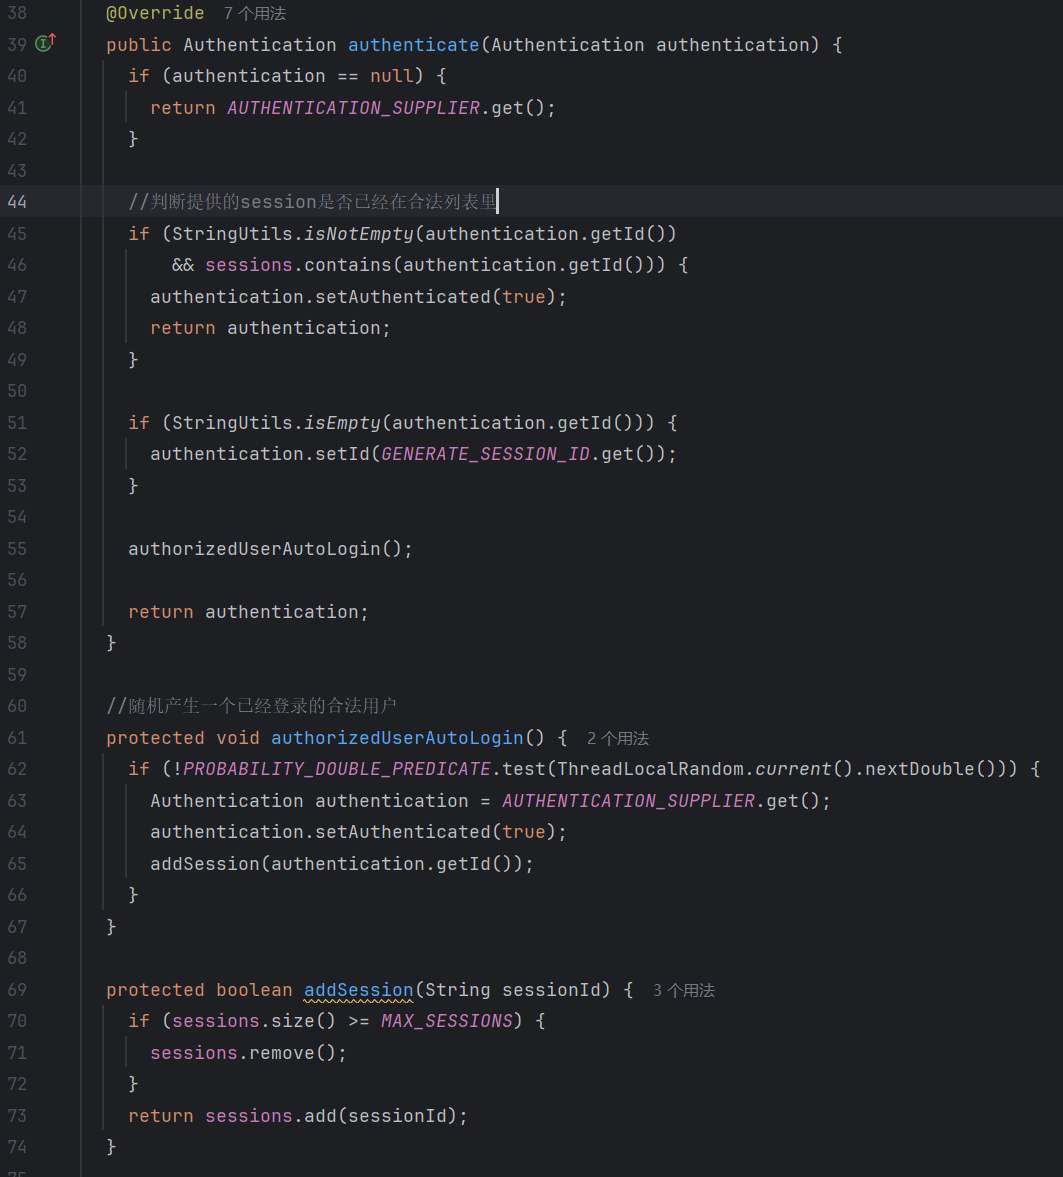 38 @Override 7 个用法
39 public Authentication authenticate(Authentication authentication) {
40 if (authentication == null) {
41 return AUTHENTICATION_SUPPLIER.get();
42 }
43
44 //判断提供的session是否已经在合法列表里
45 if (StringUtils.isNotEmpty(authentication.getId())
46 && sessions.contains(authentication.getId())) {
47 authentication.setAuthenticated(true);
48 return authentication;
49 }
50
51 if (StringUtils.isEmpty(authentication.getId())) {
52 authentication.setId(GENERATE_SESSION_ID.get());
53 }
54
55 authorizedUserAutoLogin();
56
57 return authentication;
58 }
59
60 //随机产生一个已经登录的合法用户
61 protected void authorizedUserAutoLogin() { 2 个用法
62 if (!PROBABILITY_DOUBLE_PREDICATE.test(ThreadLocalRandom.current().nextDouble())) {
63 Authentication authentication = AUTHENTICATION_SUPPLIER.get();
64 authentication.setAuthenticated(true);
65 addSession(authentication.getId());
66 }
67 }
68
69 protected boolean addSession(String sessionId) { 3 个用法
70 if (sessions.size() >= MAX_SESSIONS) {
71 sessions.remove();
72 }
73 return sessions.add(sessionId);
74 }